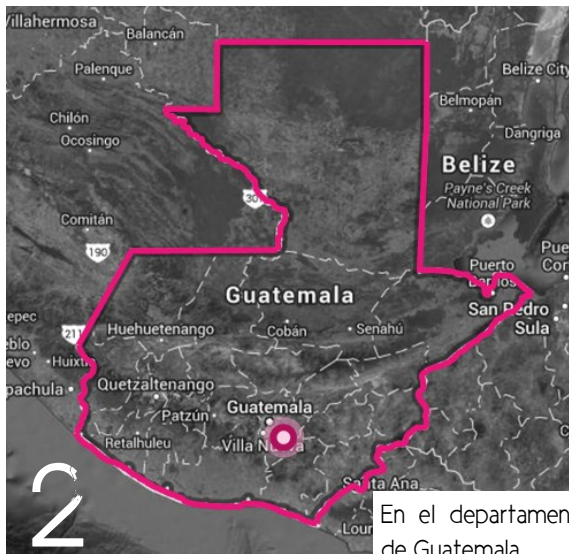 Villahermosa
Balancán
Palenque
Belize City
Belmopán
Chilón
Ocosingo
Dangriga
Belize
Payne's Creek
National Park
307
Comitán
190
Puerto
Guatemala
San Pedro
Sula
211
Huehuetenango
Cobán
Senahú
Huixtla
Quetzaltenango
Patzún
Guatemala
Retalhuleu
Villa
Santa Ana
2
En el departamen
de Guatemala